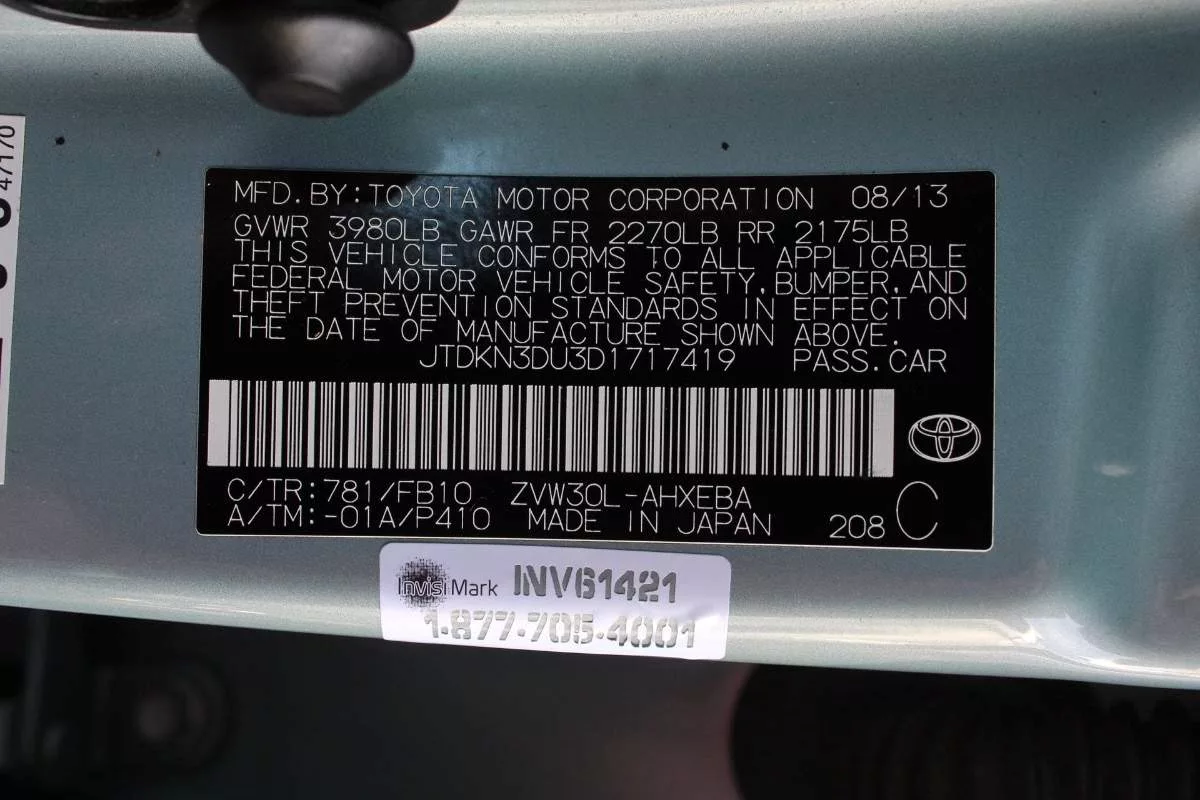 MFD.BY:TOYOTA MOTOR CORPORATION 08/13
GVWR 3980LB GAWR FR 2270LB RR 2175LB
THIS VEHICLE CONFORMS TO ALL APPLICABLE
FEDERAL MOTOR VEHICLE SAFETY,BUMPER,AND
THEFT PREVENTION STANDARDS IN EFFECT ON
THE DATE OF MANUFACTURE SHOWN ABOVE.
JTDKN3DU3D1717419 PASS.CAR
C/TR:781/FB10 ZVW30L-AHXEBA
A/TM:-01A/P410 MADE IN JAPAN 208 C
InvisiMark INV61421
1-877-705-4001
47170